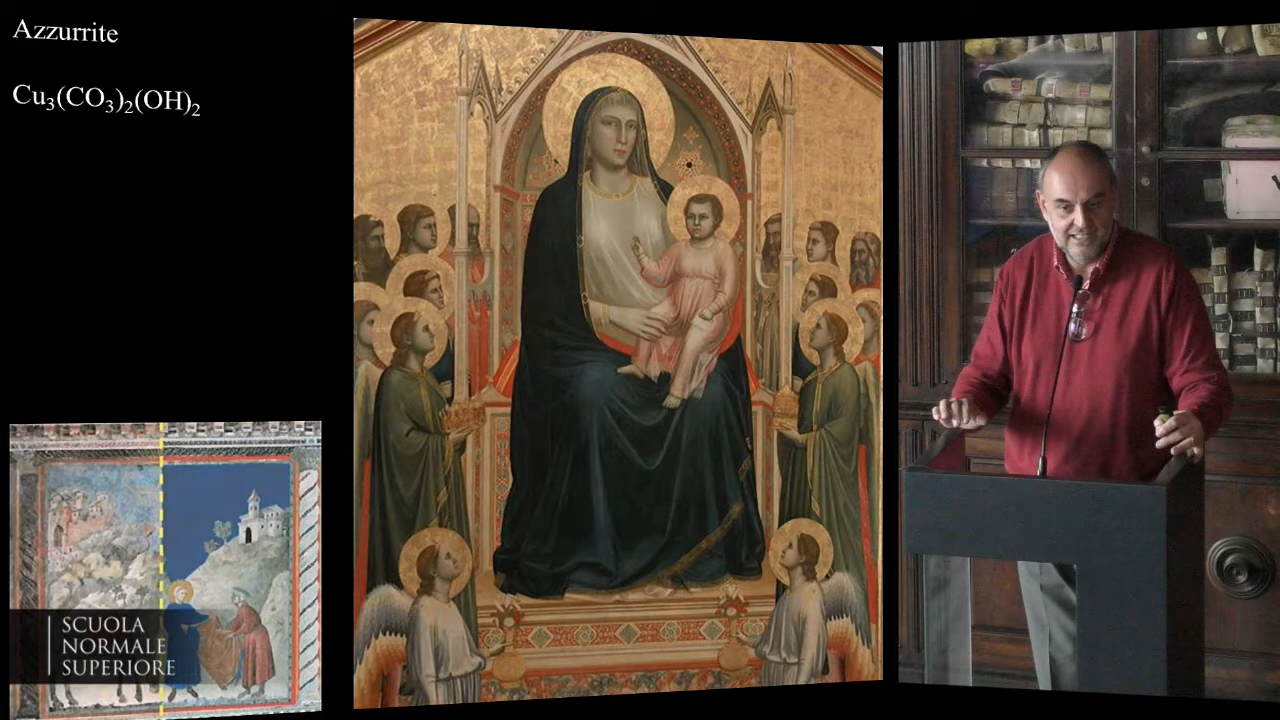 Azzurrite
Cu₃(CO₃)₂(OH)₂
SCUOLA
NORMALE
SUPERIORE